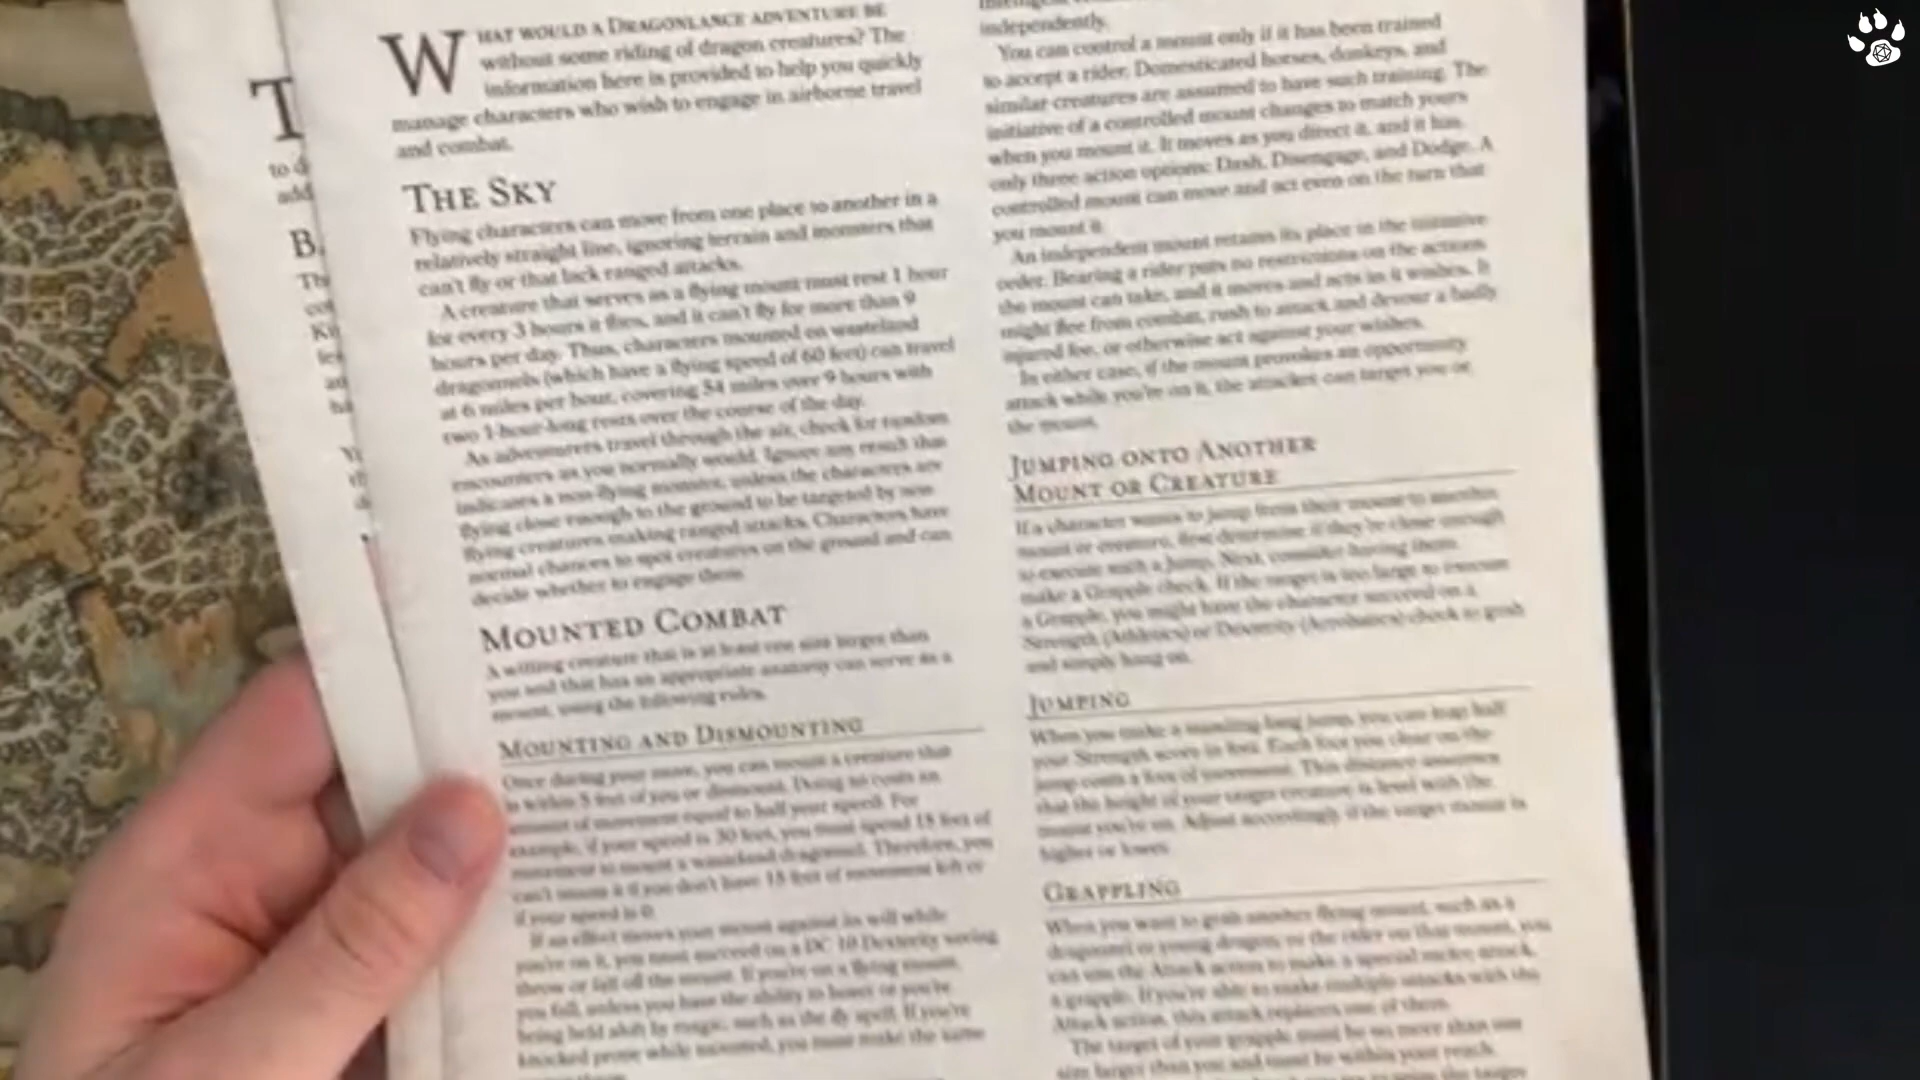 T
to d
add
B
Th
WHAT WOULD A DRAGONLANCE ADVENTURE BE
without some riding of dragon creatures? The
information here is provided to help you quickly
manage characters who wish to engage in airborne travel
and combat.
THE SKY
Flying characters can move from one place to another in a
relatively straight line, ignoring terrain and monsters that
can't fly or that lack ranged attacks.
A creature that serves as a flying mount must rest 1 hour
for every 3 hours it flies, and it can't fly for more than 9
hours per day. Thus, characters mounted on wasteland
dragonnels (which have a flying speed of 60 feet) can travel
at 6 miles per hour, covering 54 miles over 9 hours with
two 1-hour-long rests over the course of the day.
As adventurers travel through the air, check for random
encounters as you normally would. Ignore any result that
indicates a non-flying monster, unless the characters are
flying close enough to the ground to be targeted by non-
flying creatures making ranged attacks. Characters have
normal chances to spot creatures on the ground and can
decide whether to engage them.
MOUNTED COMBAT
A willing creature that is at least one size larger than
you and that has an appropriate anatomy can serve as a
mount, using the following rules.
MOUNTING AND DISMOUNTING
Once during your move, you can mount a creature that
is within 5 feet of you or dismount. Doing so costs an
amount of movement equal to half your speed. For
example, if your speed is 30 feet, you must spend 15 feet of
movement to mount a wasteland dragonnel. Therefore, you
can't mount it if you don't have 15 feet of movement left or
if your speed is 0.
If an effect moves your mount against its will while
you're on it, you must succeed on a DC 10 Dexterity saving
throw or fall off the mount. If you're on a flying mount,
you fall, unless you have the ability to hover or you're
being held aloft by magic, such as the fly spell. If you're
knocked prone while mounted, you must make the same
independently.
You can control a mount only if it has been trained
to accept a rider. Domesticated horses, donkeys, and
similar creatures are assumed to have such training. The
initiative of a controlled mount changes to match yours
when you mount it. It moves as you direct it, and it has
only three action options: Dash, Disengage, and Dodge. A
controlled mount can move and act even on the turn that
you mount it.
An independent mount retains its place in the initiative
order. Bearing a rider puts no restrictions on the actions
the mount can take, and it moves and acts as it wishes. It
might flee from combat, rush to attack and devour a badly
injured foe, or otherwise act against your wishes.
In either case, if the mount provokes an opportunity
attack while you're on it, the attacker can target you or
the mount.
JUMPING ONTO ANOTHER
MOUNT OR CREATURE
If a character wants to jump from their mount to another
mount or creature, first determine if they're close enough
to execute such a jump. Next, consider having them
make a Grapple check. If the target is too large to execute
a Grapple, you might have the character succeed on a
Strength (Athletics) or Dexterity (Acrobatics) check to grab
and simply hang on.
JUMPING
When you make a standing long jump, you can leap half
your Strength score in feet. Each foot you clear on the
jump costs a foot of movement. This distance assumes
that the height of your target creature is level with the
mount you're on. Adjust accordingly if the target mount is
higher or lower.
GRAPPLING
When you want to grab another flying mount, such as a
dragonnel or young dragon, or the rider on that mount, you
can use the Attack action to make a special melee attack,
a grapple. If you're able to make multiple attacks with the
Attack action, this attack replaces one of them.
The target of your grapple must be no more than one
size larger than you and must be within your reach.